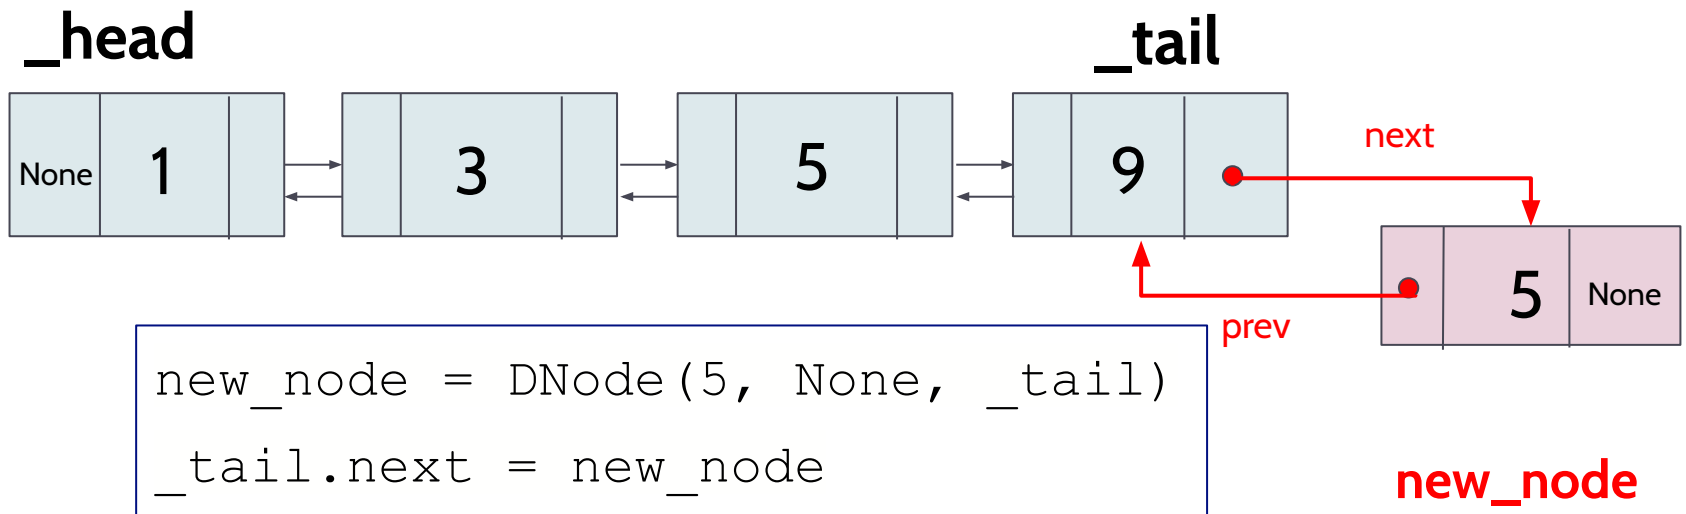 _head
_tail
None 1 3 5 9
next
5 None
prev
new_node = DNode(5, None, _tail)
_tail.next = new_node
new_node